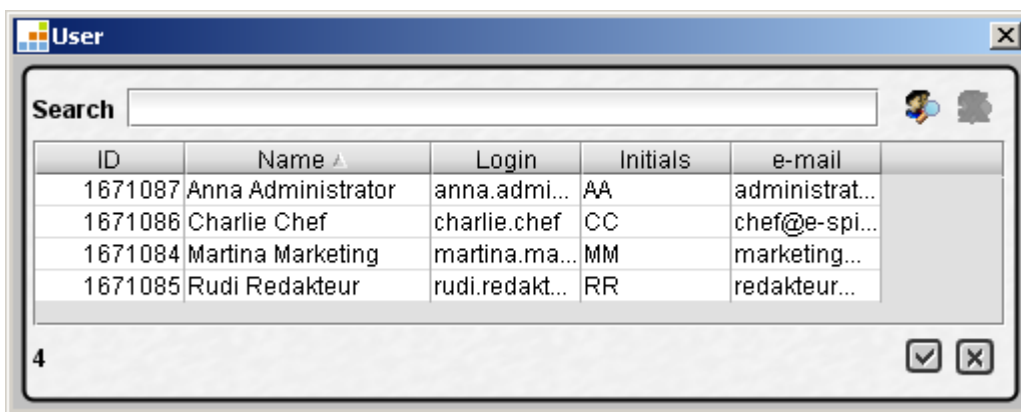 User
Search
ID Name Login Initials e-mail
1671087 Anna Administrator anna.admi... AA administrat...
1671086 Charlie Chef charlie.chef CC chef@e-spi...
1671084 Martina Marketing martina.ma... MM marketing...
1671085 Rudi Redakteur rudi.redakt... RR redakteur...
4